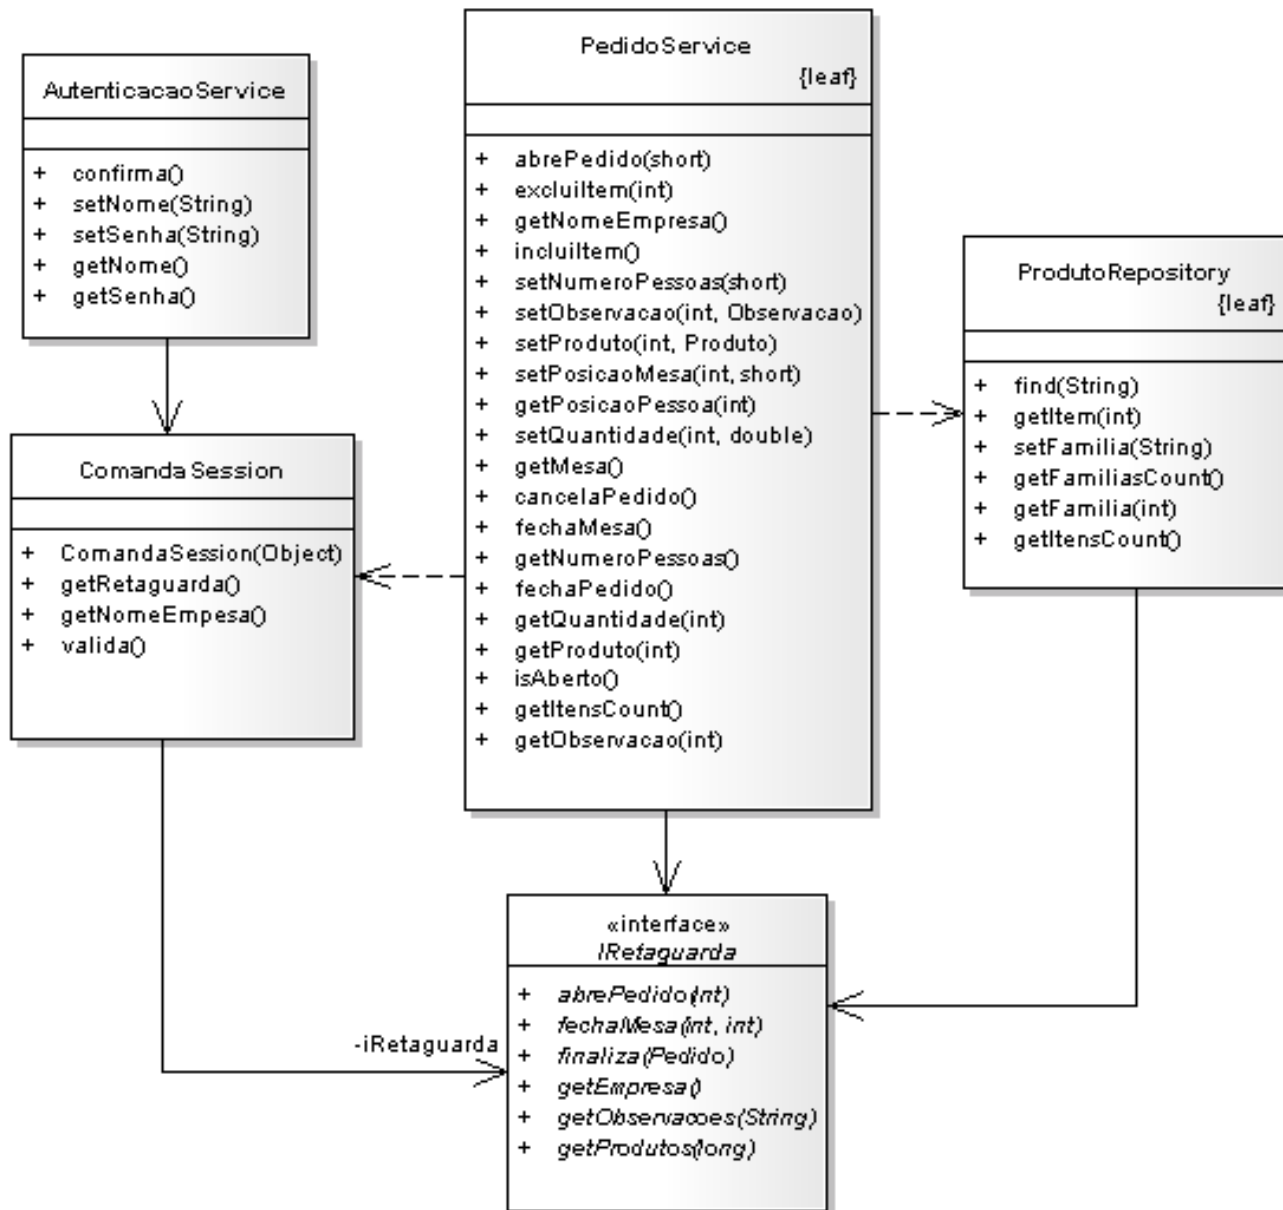 AutenticacaoService
+ confirma()
+ setNome(String)
+ setSenha(String)
+ getNome()
+ getSenha()
PedidoService
{leaf}
+ abrePedido(short)
+ excluiItem(int)
+ getNomeEmpresa()
+ incluiItem()
+ setNumeroPessoas(short)
+ setObservacao(int, Observacao)
+ setProduto(int, Produto)
+ setPosicaoMesa(int, short)
+ getPosicaoPessoa(int)
+ setQuantidade(int, double)
+ getMesa()
+ cancelaPedido()
+ fechaMesa()
+ getNumeroPessoas()
+ fechaPedido()
+ getQuantidade(int)
+ getProduto(int)
+ isAberto()
+ getItensCount()
+ getObservacao(int)
ProdutoRepository
{leaf}
+ find(String)
+ getItem(int)
+ setFamilia(String)
+ getFamiliasCount()
+ getFamilia(int)
+ getItensCount()
ComandaSession
+ ComandaSession(Object)
+ getRetaguarda()
+ getNomeEmpesa()
+ valida()
-iRetaguarda
«interface»
IRetaguarda
+ abrePedido(int)
+ fechaMesa(int, int)
+ finaliza(Pedido)
+ getEmpresa()
+ getObservacoes(String)
+ getProdutos(long)